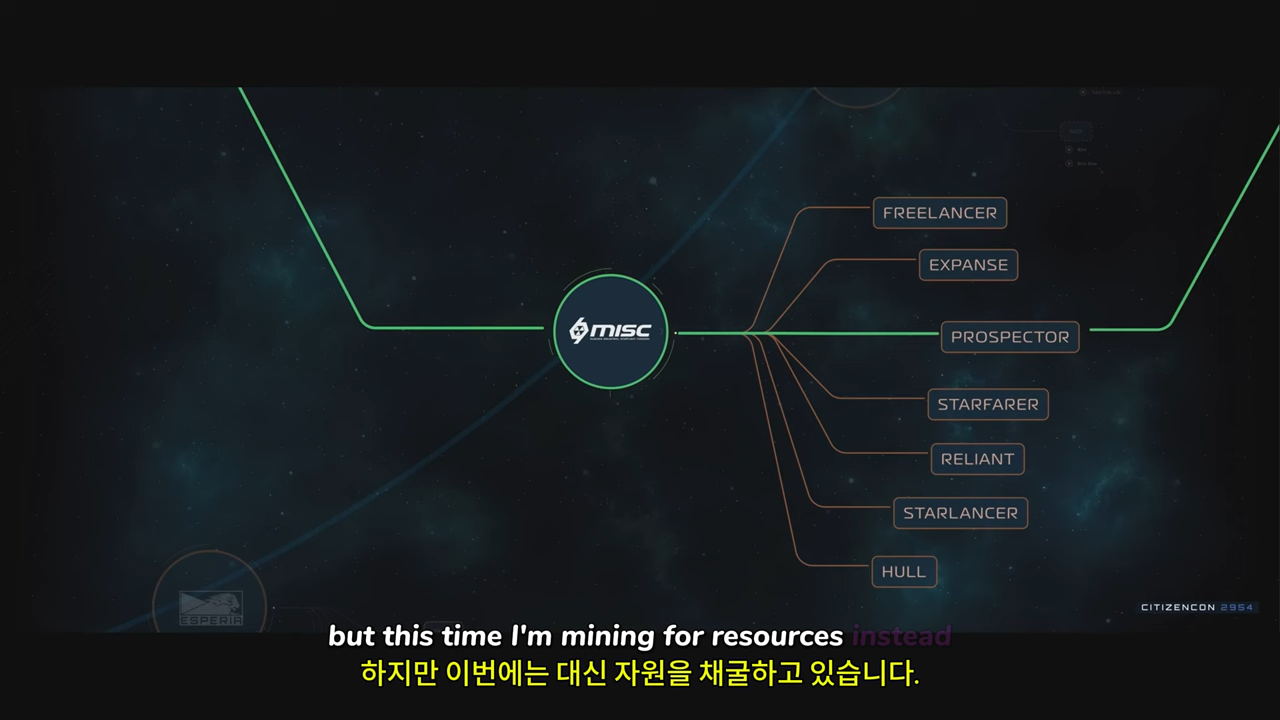 FREELANCER
EXPANSE
MISC
PROSPECTOR
STARFARER
RELIANT
STARLANCER
HULL
ESPERIA
CITIZENCON 2954
but this time I'm mining for resources instead
하지만 이번에는 대신 자원을 채굴하고 있습니다.